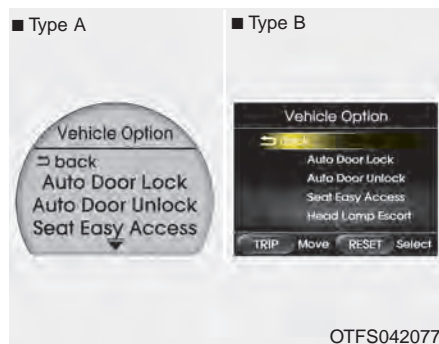 ■ Type A
Vehicle Option
⮌ back
Auto Door Lock
Auto Door Unlock
Seat Easy Access
▼
■ Type B
Vehicle Option
⮌ back
Auto Door Lock
Auto Door Unlock
Seat Easy Access
Head Lamp Escort
TRIP Move RESET Select
OTFS042077